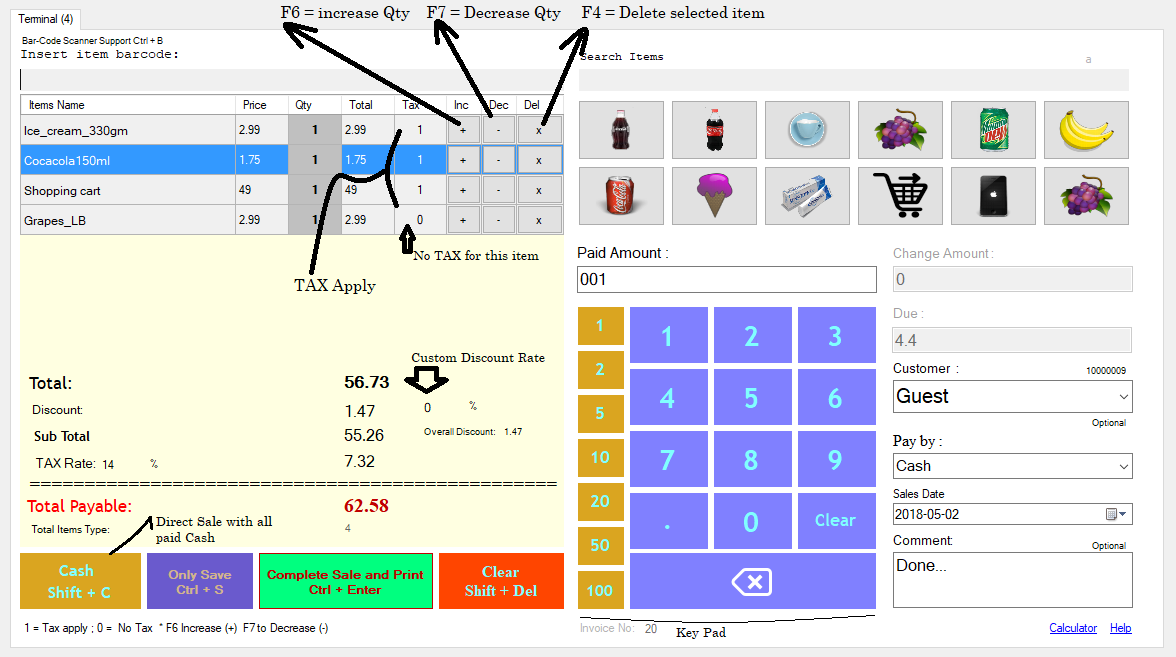 F6 = increase Qty F7 = Decrease Qty F4 = Delete selected item
Terminal (4)
Bar-Code Scanner Support Ctrl + B
Insert item barcode:
Search Items
a
Items Name Price Qty Total Tax Inc Dec Del
Ice_cream_330gm 2.99 1 2.99 1 + - x
Cocacola150ml 1.75 1 1.75 1 + - x
Shopping cart 49 1 49 1 + - x
Grapes_LB 2.99 1 2.99 0 + - x
No TAX for this item
TAX Apply
Custom Discount Rate
Total: 56.73
Discount: 1.47 0 %
Sub Total 55.26 Overall Discount: 1.47
TAX Rate: 14 % 7.32
=============================================
Total Payable: 62.58
Total Items Type: 4
Direct Sale with all
paid Cash
Cash
Shift + C
Only Save
Ctrl + S
Complete Sale and Print
Ctrl + Enter
Clear
Shift + Del
1 = Tax apply ; 0 = No Tax * F6 Increase (+) F7 to Decrease (-)
Paid Amount :
001
1
2
5
10
20
50
100
1 2 3
4 5 6
7 8 9
. 0 Clear
Invoice No: 20
Key Pad
Change Amount :
0
Due :
4.4
Customer : 10000009
Guest
Optional
Pay by :
Cash
Sales Date
2018-05-02
Comment: Optional
Done...
Calculator Help